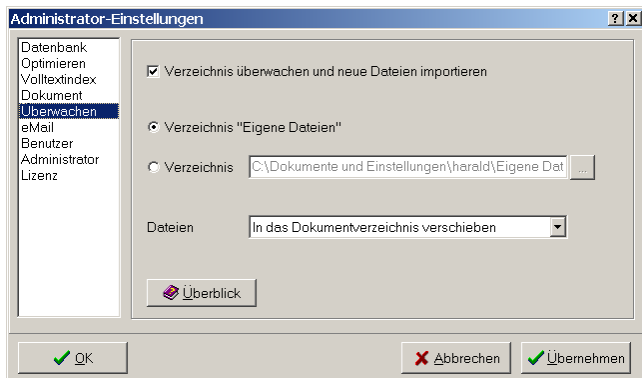 Administrator-Einstellungen
Datenbank
Optimieren
Volltextindex
Dokument
Überwachen
eMail
Benutzer
Administrator
Lizenz
Verzeichnis überwachen und neue Dateien importieren
Verzeichnis "Eigene Dateien"
Verzeichnis C:\Dokumente und Einstellungen\harald\Eigene Dat ...
Dateien In das Dokumentverzeichnis verschieben
Überblick
OK Abbrechen Übernehmen